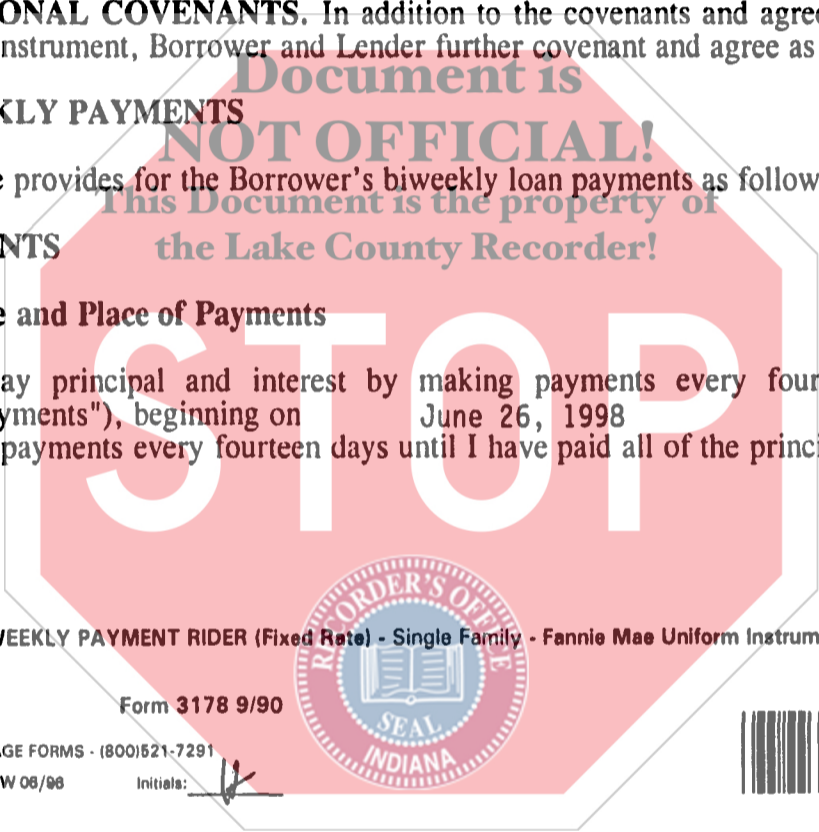 ONAL COVENANTS. In addition to the covenants and agree
nstrument, Borrower and Lender further covenant and agree as
Document is
KLY PAYMENTS
NOT OFFICIAL!
provides for the Borrower's biweekly loan payments as follow
This Document is the property of
NTS
the Lake County Recorder!
e and Place of Payments
STOP
ay principal and interest by making payments every four
yments"), beginning on June 26, 1998
payments every fourteen days until I have paid all of the princi
RECORDER'S OFFICE
WEEKLY PAYMENT RIDER (Fixed Rate) - Single Family - Fannie Mae Uniform Instrum
Form 3178 9/90
SEAL
INDIANA
GE FORMS - (800)521-7291
W 06/98 Initials: